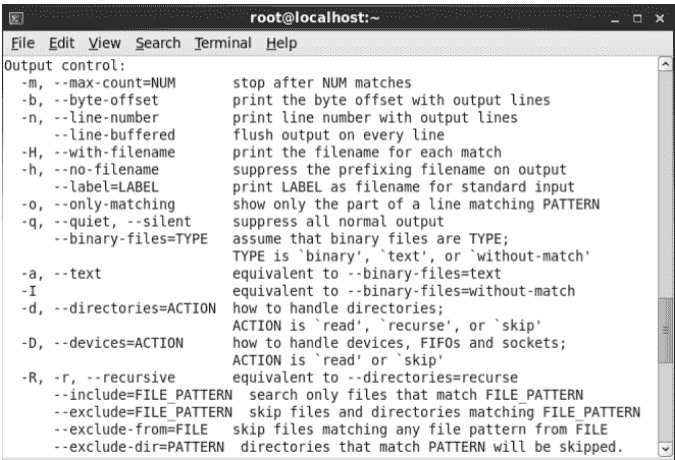 root@localhost:~
File Edit View Search Terminal Help
Output control:
  -m, --max-count=NUM       stop after NUM matches
  -b, --byte-offset         print the byte offset with output lines
  -n, --line-number         print line number with output lines
      --line-buffered       flush output on every line
  -H, --with-filename       print the filename for each match
  -h, --no-filename         suppress the prefixing filename on output
      --label=LABEL         print LABEL as filename for standard input
  -o, --only-matching       show only the part of a line matching PATTERN
  -q, --quiet, --silent     suppress all normal output
      --binary-files=TYPE   assume that binary files are TYPE;
                            TYPE is `binary', `text', or `without-match'
  -a, --text                equivalent to --binary-files=text
  -I                        equivalent to --binary-files=without-match
  -d, --directories=ACTION  how to handle directories;
                            ACTION is `read', `recurse', or `skip'
  -D, --devices=ACTION      how to handle devices, FIFOs and sockets;
                            ACTION is `read' or `skip'
  -R, -r, --recursive       equivalent to --directories=recurse
      --include=FILE_PATTERN  search only files that match FILE_PATTERN
      --exclude=FILE_PATTERN  skip files and directories matching FILE_PATTERN
      --exclude-from=FILE   skip files matching any file pattern from FILE
      --exclude-dir=PATTERN  directories that match PATTERN will be skipped.